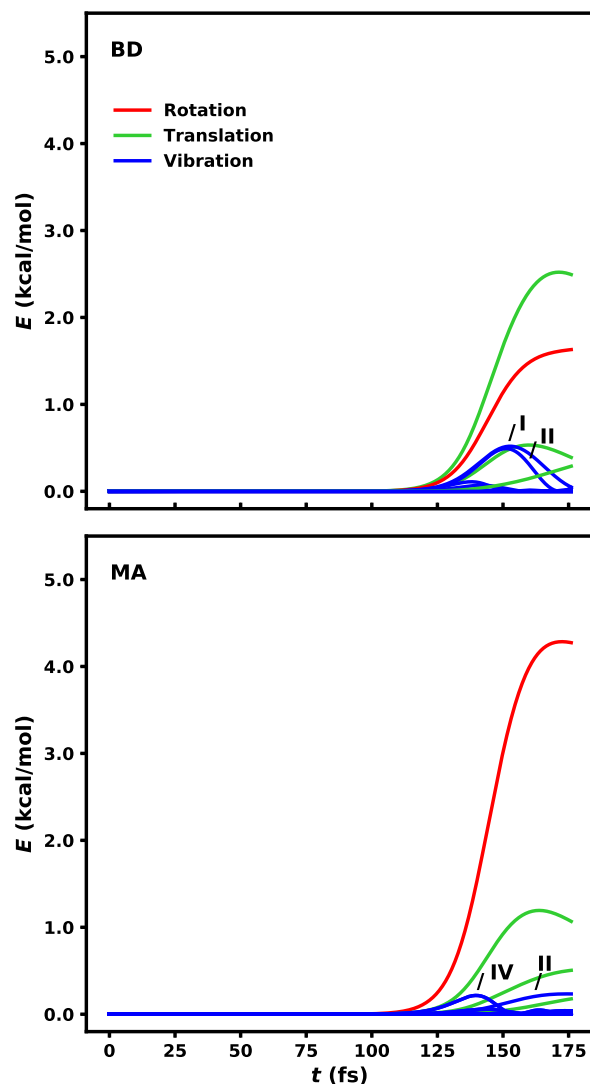 BD
Rotation
Translation
Vibration
5.0
4.0
3.0
2.0
1.0
0.0
E (kcal/mol)
I
II
MA
5.0
4.0
3.0
2.0
1.0
0.0
E (kcal/mol)
IV
II
0 25 50 75 100 125 150 175
t (fs)